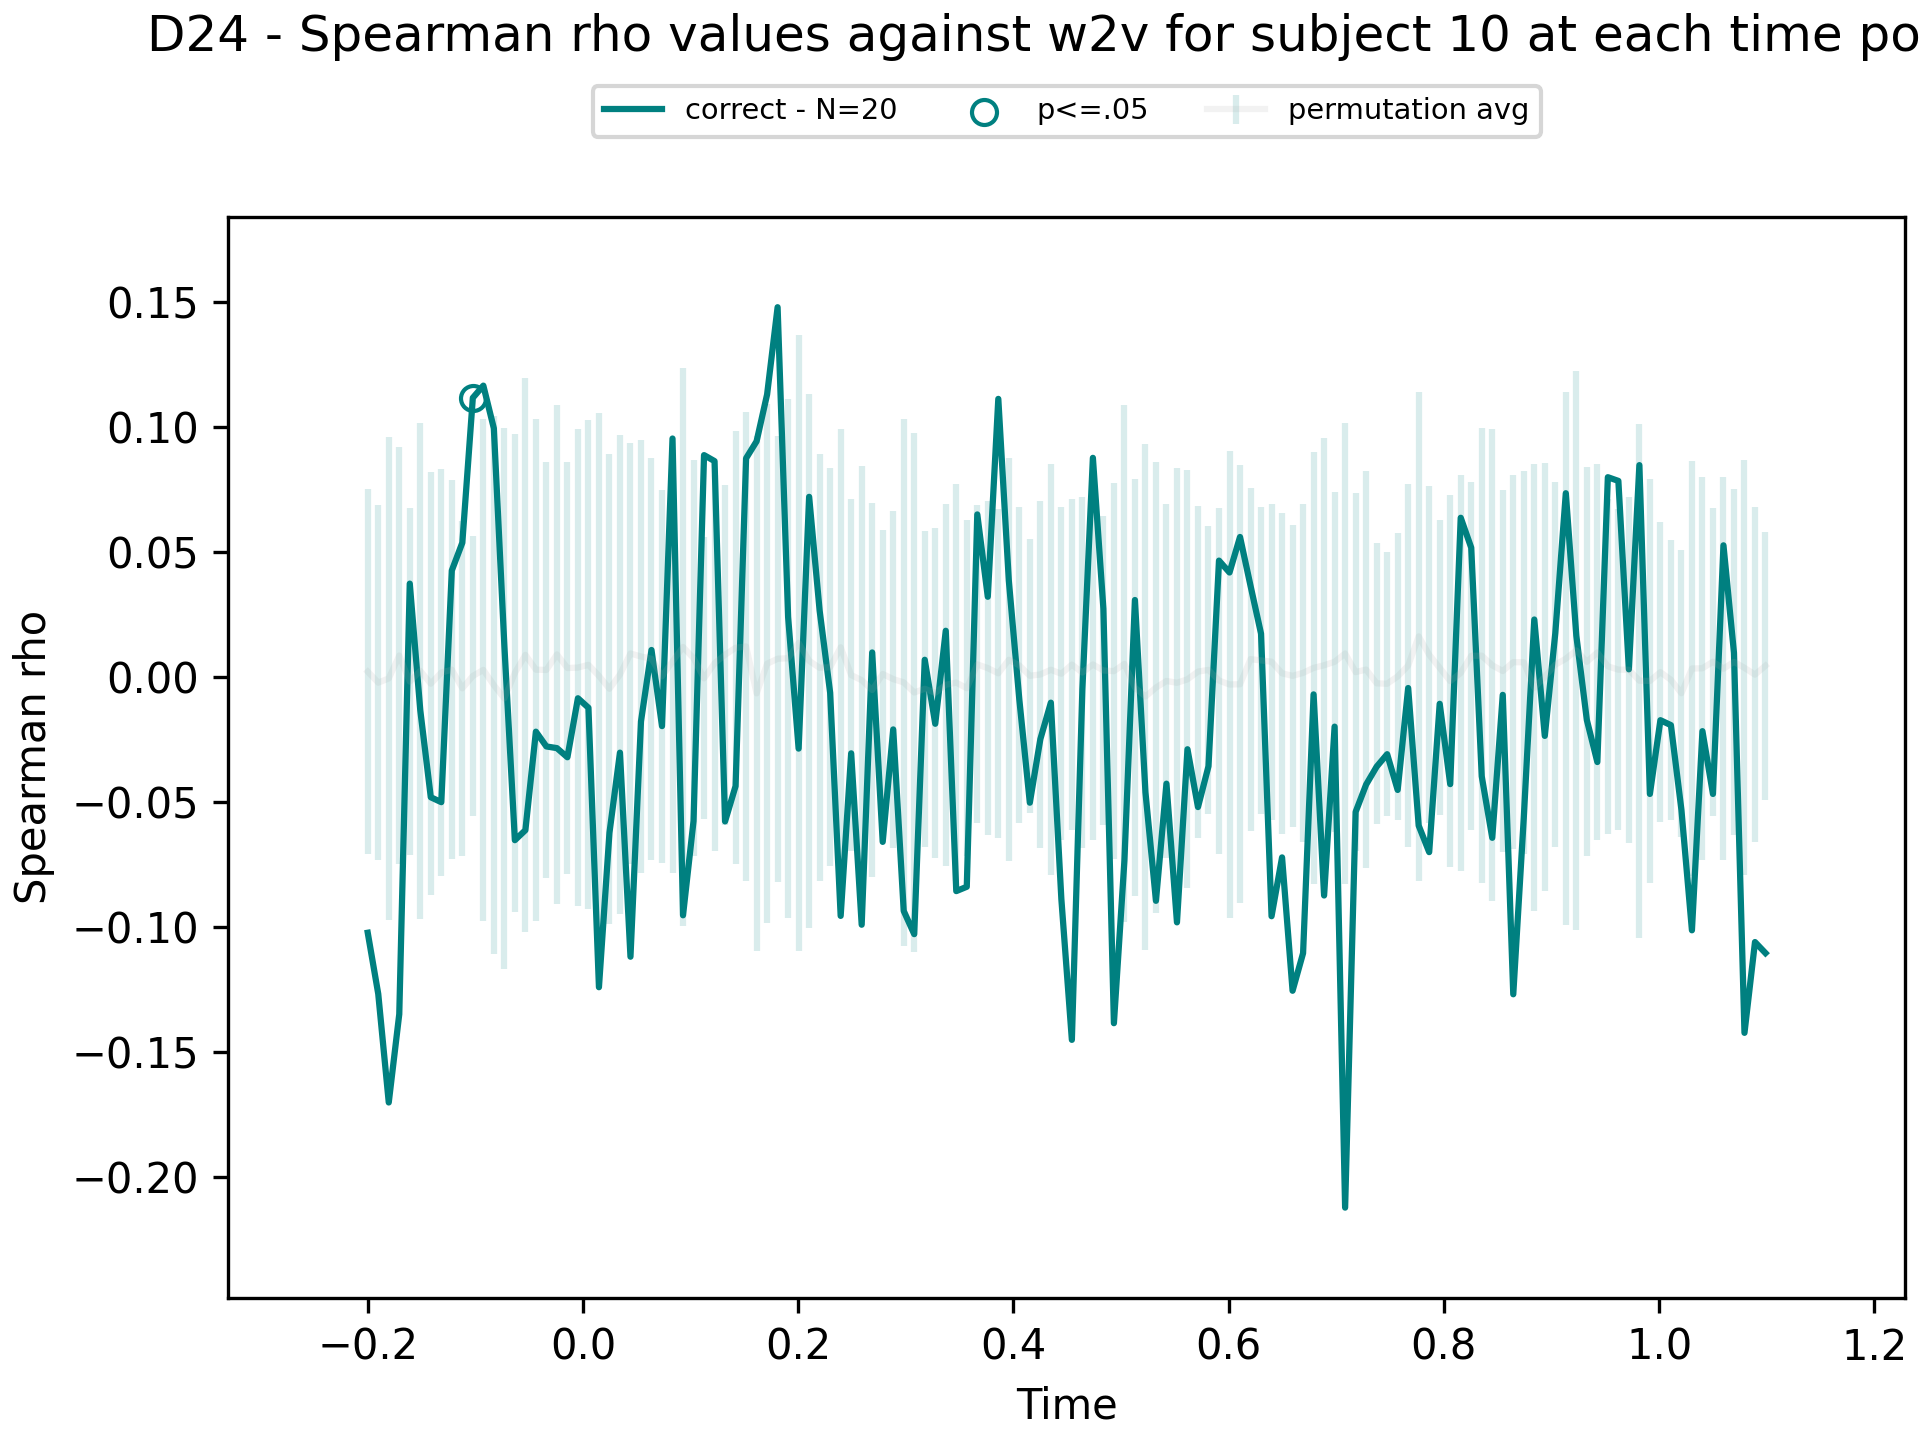 D24 - Spearman rho values against w2v for subject 10 at each time po
correct - N=20
p<=.05
permutation avg
0.15
0.10
0.05
0.00
−0.05
−0.10
−0.15
−0.20
Spearman rho
−0.2
0.0
0.2
0.4
0.6
0.8
1.0
1.2
Time